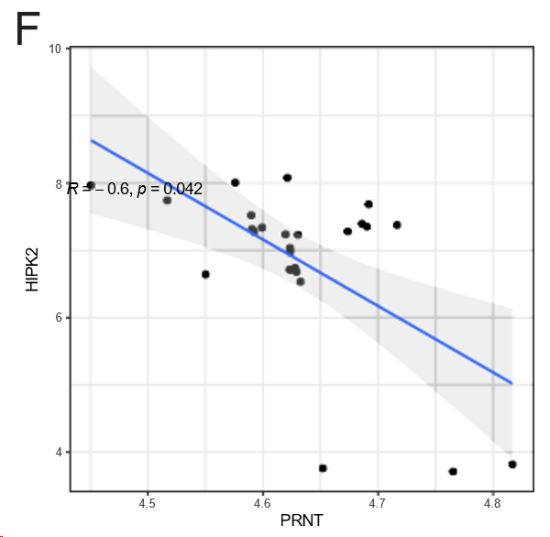 F
10
R = −0.6, p = 0.042
8
6
4
HIPK2
4.5 4.6 4.7 4.8
PRNT